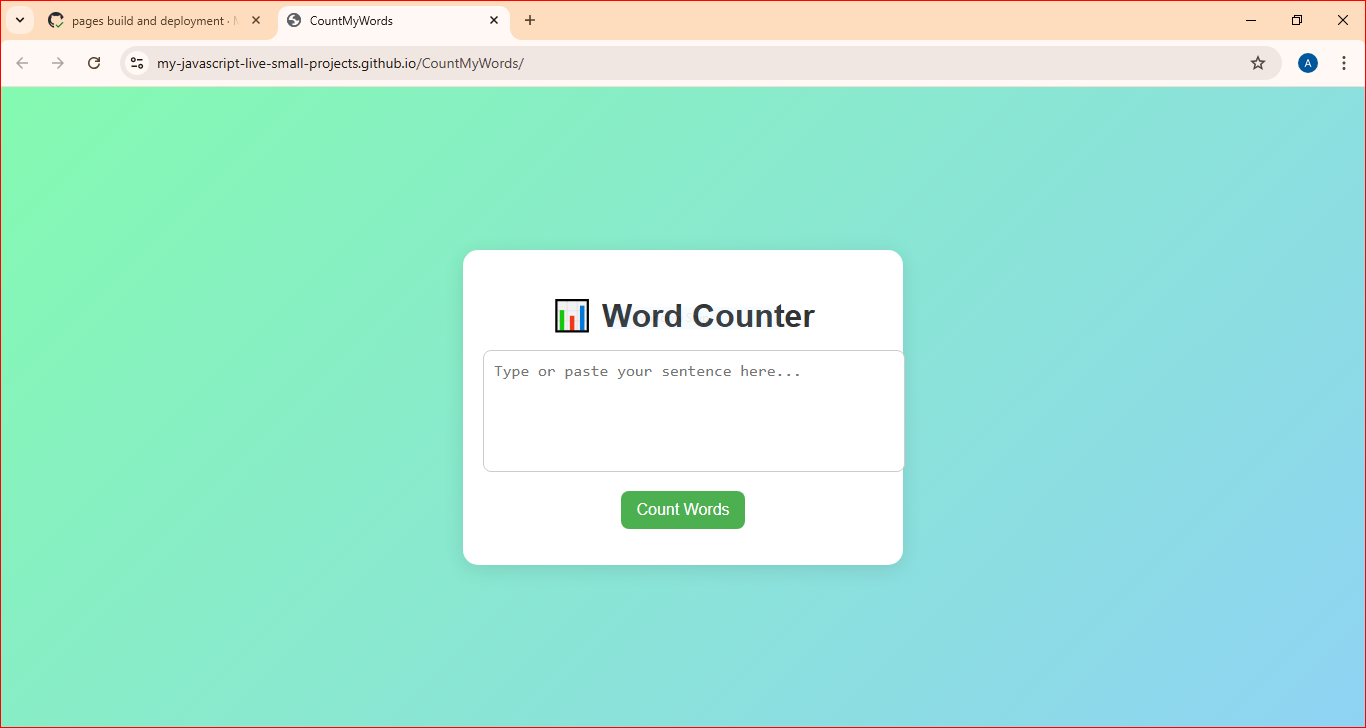 pages build and deployment ·
CountMyWords
my-javascript-live-small-projects.github.io/CountMyWords/
A
📊 Word Counter
Type or paste your sentence here...
Count Words